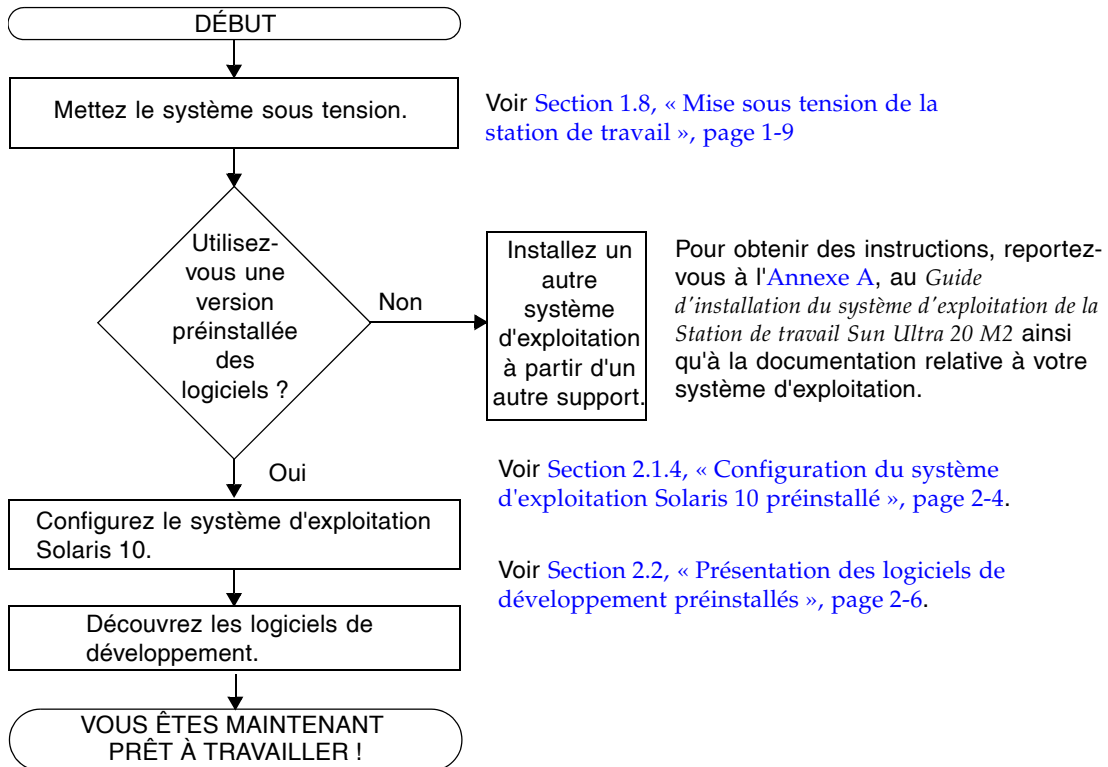 DÉBUT
Mettez le système sous tension.
Voir Section 1.8, « Mise sous tension de la
station de travail », page 1-9
Utilisez-
vous une
version
préinstallée
des
logiciels ?
Non
Installez un
autre
système
d'exploitation
à partir d'un
autre support.
Pour obtenir des instructions, reportez-
vous à l'Annexe A, au Guide
d'installation du système d'exploitation de la
Station de travail Sun Ultra 20 M2 ainsi
qu'à la documentation relative à votre
système d'exploitation.
Oui
Configurez le système d'exploitation
Solaris 10.
Voir Section 2.1.4, « Configuration du système
d'exploitation Solaris 10 préinstallé », page 2-4.
Découvrez les logiciels de
développement.
Voir Section 2.2, « Présentation des logiciels de
développement préinstallés », page 2-6.
VOUS ÊTES MAINTENANT
PRÊT À TRAVAILLER !